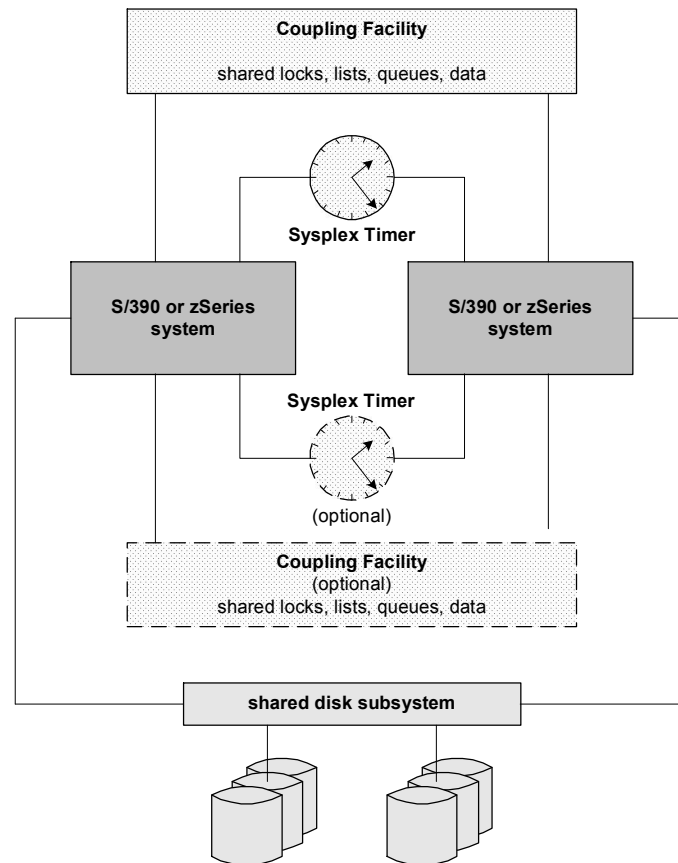 Coupling Facility
shared locks, lists, queues, data
Sysplex Timer
S/390 or zSeries
system
S/390 or zSeries
system
Sysplex Timer
(optional)
Coupling Facility
(optional)
shared locks, lists, queues, data
shared disk subsystem